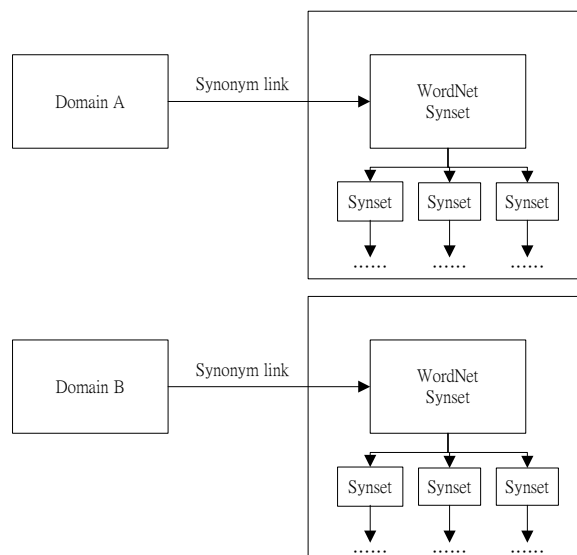 Domain A
Synonym link
WordNet
Synset
Synset
Synset
Synset
......
......
......
Domain B
Synonym link
WordNet
Synset
Synset
Synset
Synset
......
......
......